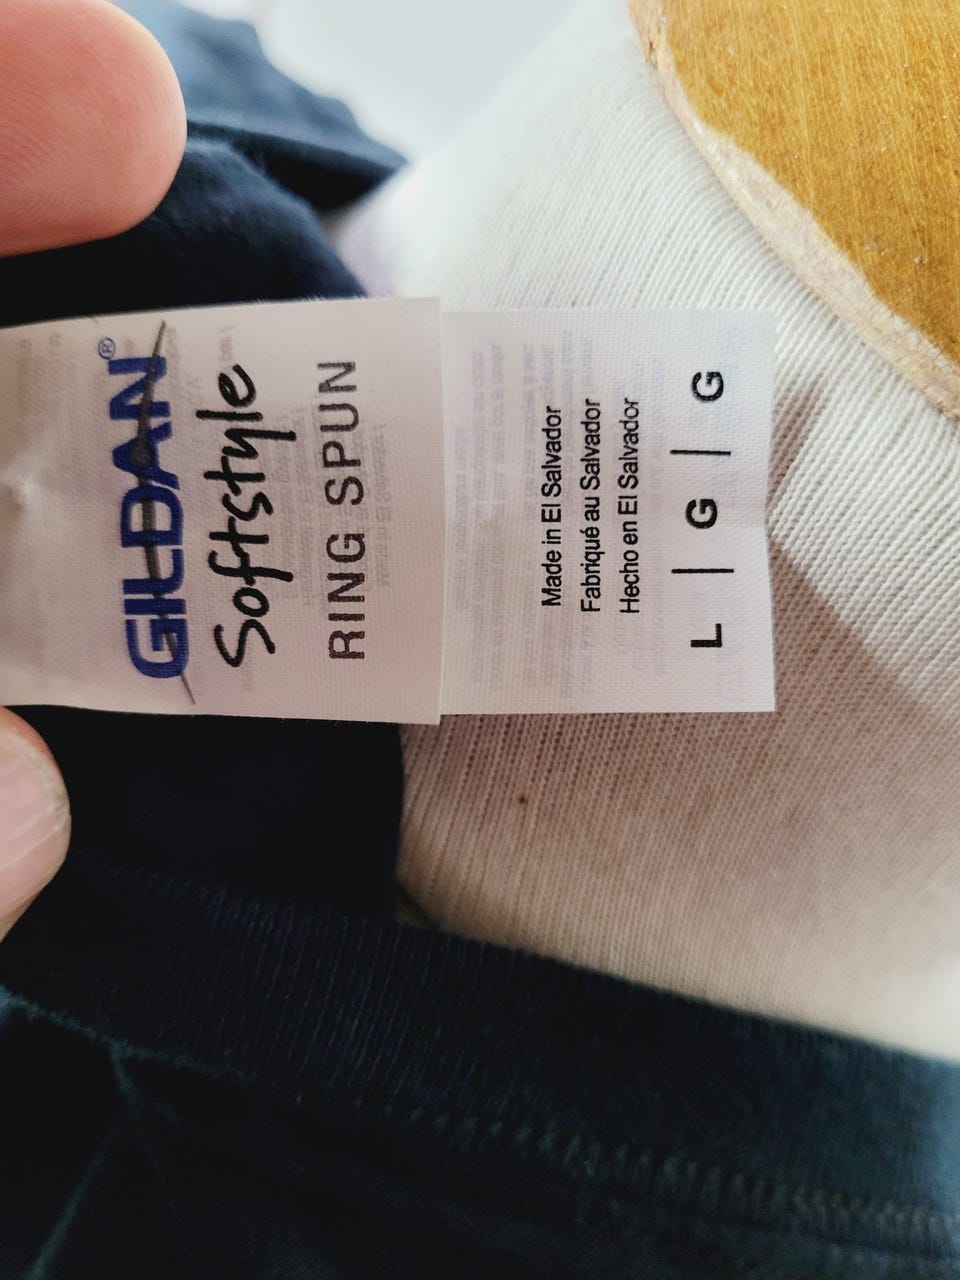 GILDAN®
Softstyle
RING SPUN
Made in El Salvador
Fabriqué au Salvador
Hecho en El Salvador
L | G | G